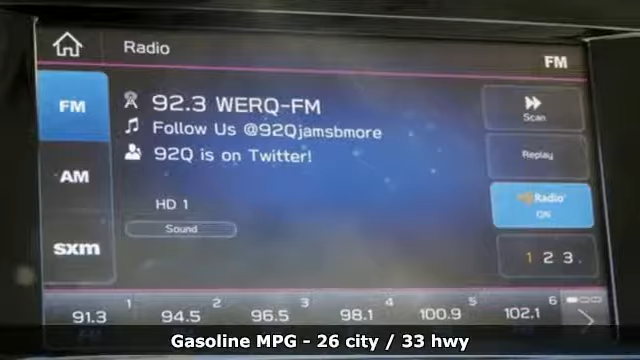 Radio
FM
FM
92.3 WERQ-FM
Scan
Follow Us @92Qjamsbmore
92Q is on Twitter!
Replay
AM
HD 1
Radio
ON
Sound
sxm
1 2 3
1 2 3 4 5 6
91.3 94.5 96.5 98.1 100.9 102.1
Gasoline MPG - 26 city / 33 hwy